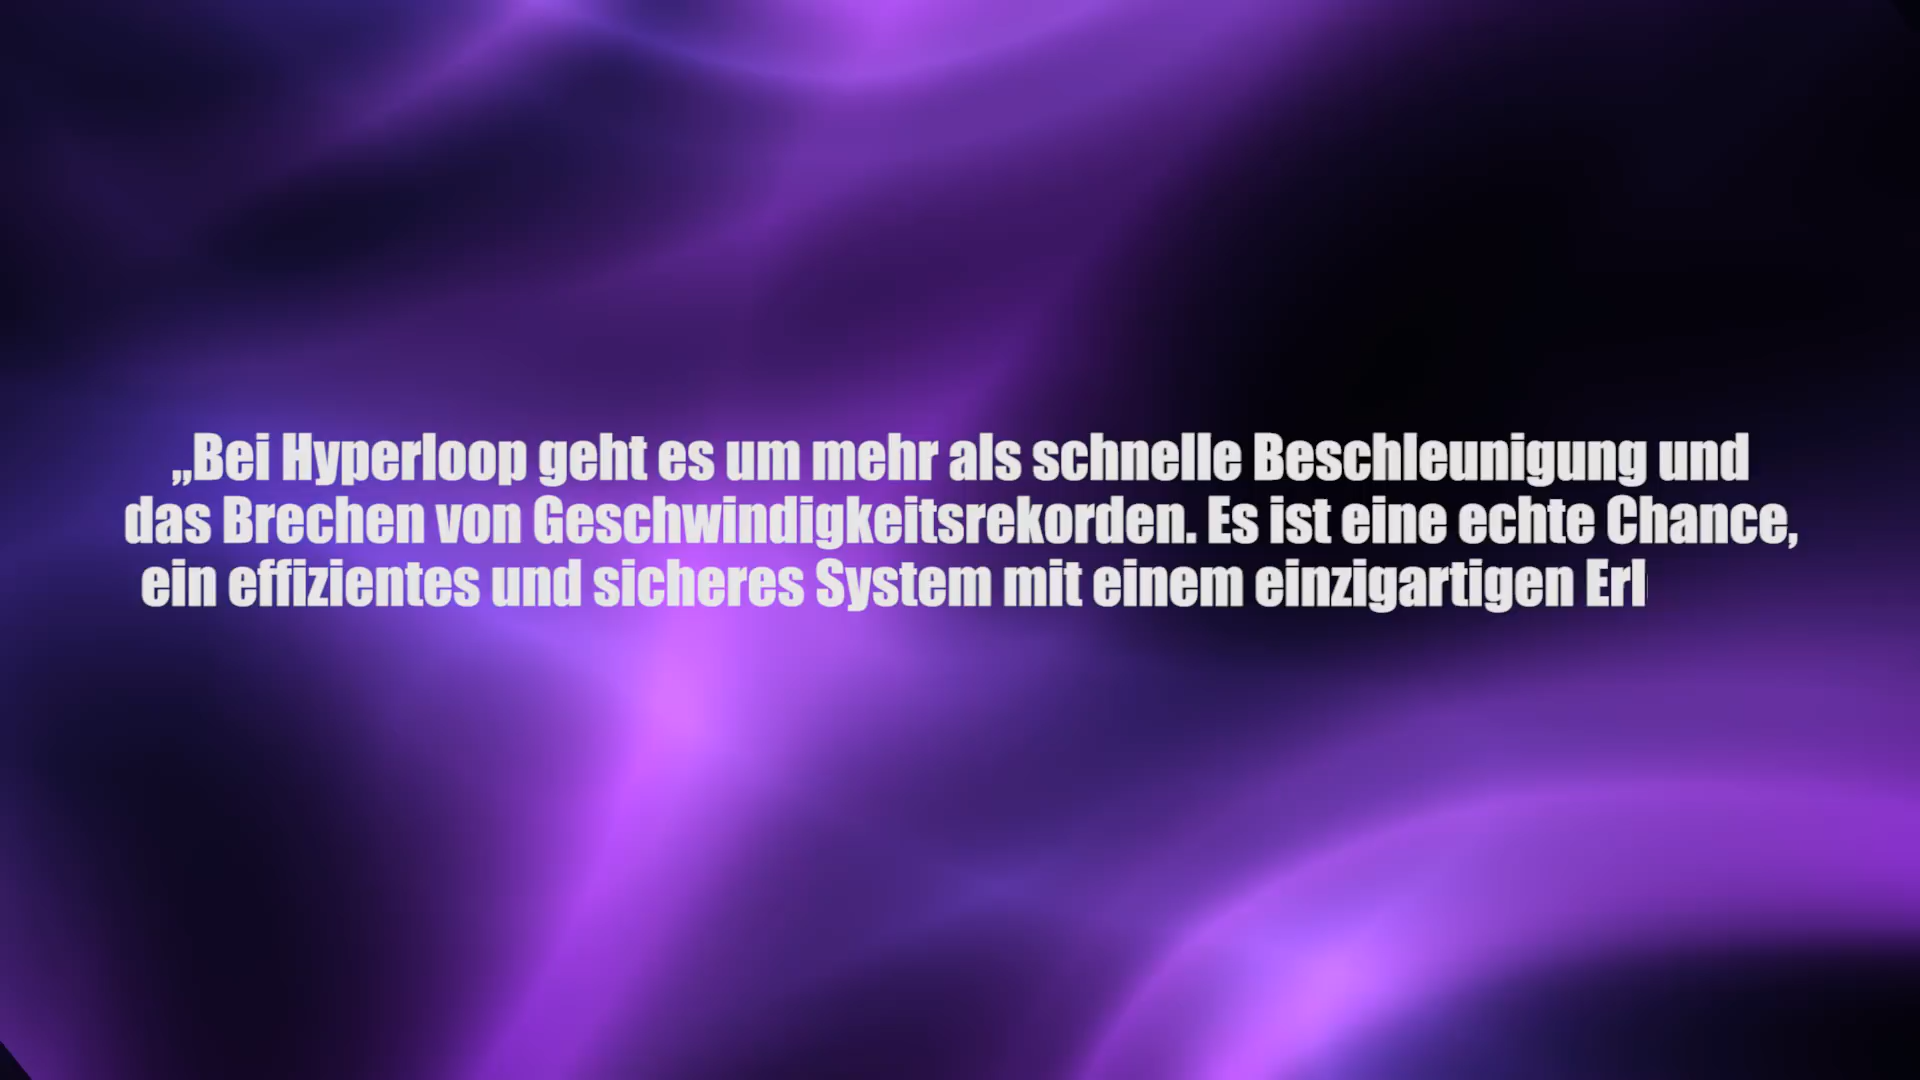 „Bei Hyperloop geht es um mehr als schnelle Beschleunigung und
das Brechen von Geschwindigkeitsrekorden. Es ist eine echte Chance,
ein effizientes und sicheres System mit einem einzigartigen Erl